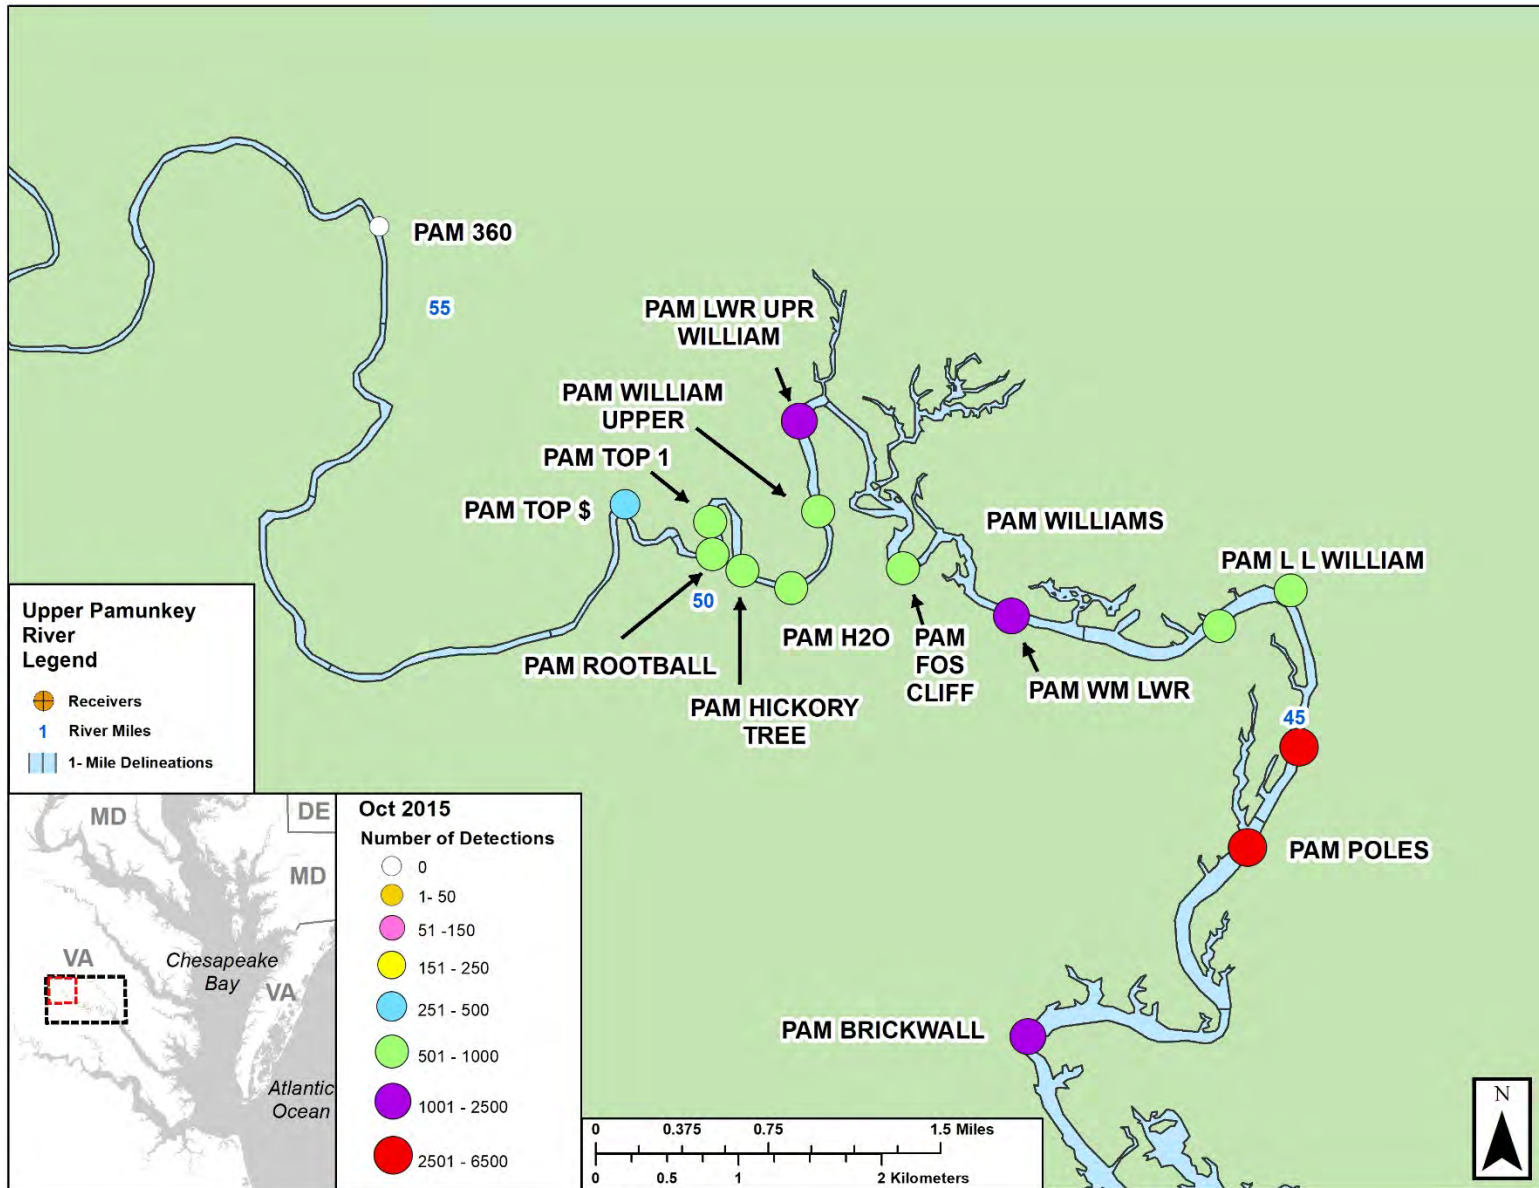 PAM 360
55
PAM LWR UPR
WILLIAM
PAM WILLIAM
UPPER
PAM TOP 1
PAM TOP $
PAM WILLIAMS
PAM L L WILLIAM
50
PAM ROOTBALL
PAM H2O
PAM
FOS
CLIFF
PAM WM LWR
PAM HICKORY
TREE
45
PAM POLES
PAM BRICKWALL
Upper Pamunkey
River
Legend
Receivers
1 River Miles
1- Mile Delineations
MD
DE
MD
VA
Chesapeake
Bay
VA
Atlantic
Ocean
Oct 2015
Number of Detections
0
1- 50
51 -150
151 - 250
251 - 500
501 - 1000
1001 - 2500
2501 - 6500
0 0.375 0.75 1.5 Miles
0 0.5 1 2 Kilometers
N